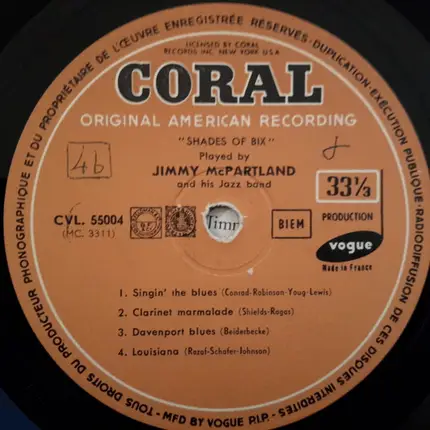 TOUS DROITS DU PRODUCTEUR PHONOGRAPHIQUE ET DU PROPRIÉTAIRE DE L'ŒUVRE ENREGISTRÉE RÉSERVÉS·DUPLICATION·EXÉCUTION PUBLIQUE·RADIODIFFUSION DE CES DISQUES INTERDITES·
LICENSED BY CORAL
RECORDS INC. NEW YORK U.S.A
CORAL
ORIGINAL AMERICAN RECORDING
"SHADES OF BIX"
Played by
JIMMY McPARTLAND
and his Jazz band
4b
33⅓
CVL. 55004
(MC. 3311)
Timr
BIEM
PRODUCTION
vogue
Made in France
1. Singin' the blues (Conrad-Robinson-Youg-Lewis)
2. Clarinet marmalade (Shields-Ragas)
3. Davenport blues (Beiderbecke)
4. Louisiana (Razaf-Schafer-Johnson)
MFD BY VOGUE P.I.P.